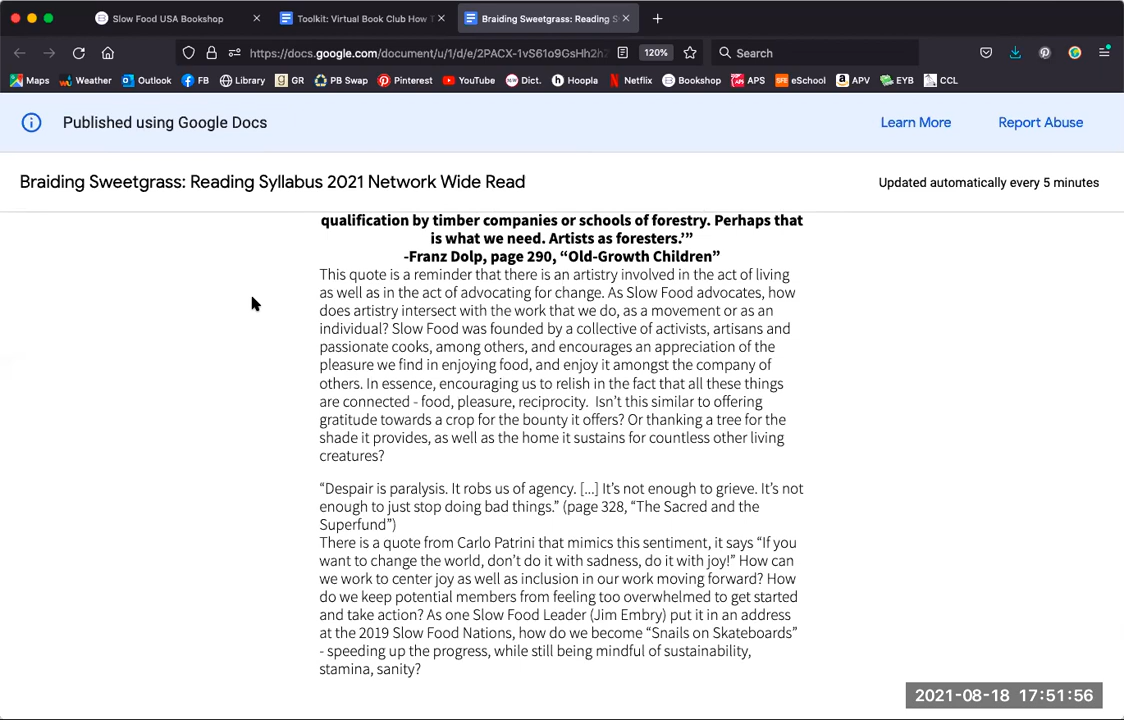 Slow Food USA Bookshop
Toolkit: Virtual Book Club How T
Braiding Sweetgrass: Reading S
https://docs.google.com/document/u/1/d/e/2PACX-1vS61o9GsHh2h
120%
Search
Maps Weather Outlook FB Library GR PB Swap Pinterest YouTube Dict. Hoopla Netflix Bookshop APS eSchool APV EYB CCL
Published using Google Docs
Learn More
Report Abuse
Braiding Sweetgrass: Reading Syllabus 2021 Network Wide Read
Updated automatically every 5 minutes
qualification by timber companies or schools of forestry. Perhaps that
is what we need. Artists as foresters.’”
-Franz Dolp, page 290, “Old-Growth Children”
This quote is a reminder that there is an artistry involved in the act of living
as well as in the act of advocating for change. As Slow Food advocates, how
does artistry intersect with the work that we do, as a movement or as an
individual? Slow Food was founded by a collective of activists, artisans and
passionate cooks, among others, and encourages an appreciation of the
pleasure we find in enjoying food, and enjoy it amongst the company of
others. In essence, encouraging us to relish in the fact that all these things
are connected - food, pleasure, reciprocity. Isn’t this similar to offering
gratitude towards a crop for the bounty it offers? Or thanking a tree for the
shade it provides, as well as the home it sustains for countless other living
creatures?
“Despair is paralysis. It robs us of agency. [...] It’s not enough to grieve. It’s not
enough to just stop doing bad things.” (page 328, “The Sacred and the
Superfund”)
There is a quote from Carlo Patrini that mimics this sentiment, it says “If you
want to change the world, don’t do it with sadness, do it with joy!” How can
we work to center joy as well as inclusion in our work moving forward? How
do we keep potential members from feeling too overwhelmed to get started
and take action? As one Slow Food Leader (Jim Embry) put it in an address
at the 2019 Slow Food Nations, how do we become “Snails on Skateboards”
- speeding up the progress, while still being mindful of sustainability,
stamina, sanity?
2021-08-18 17:51:56